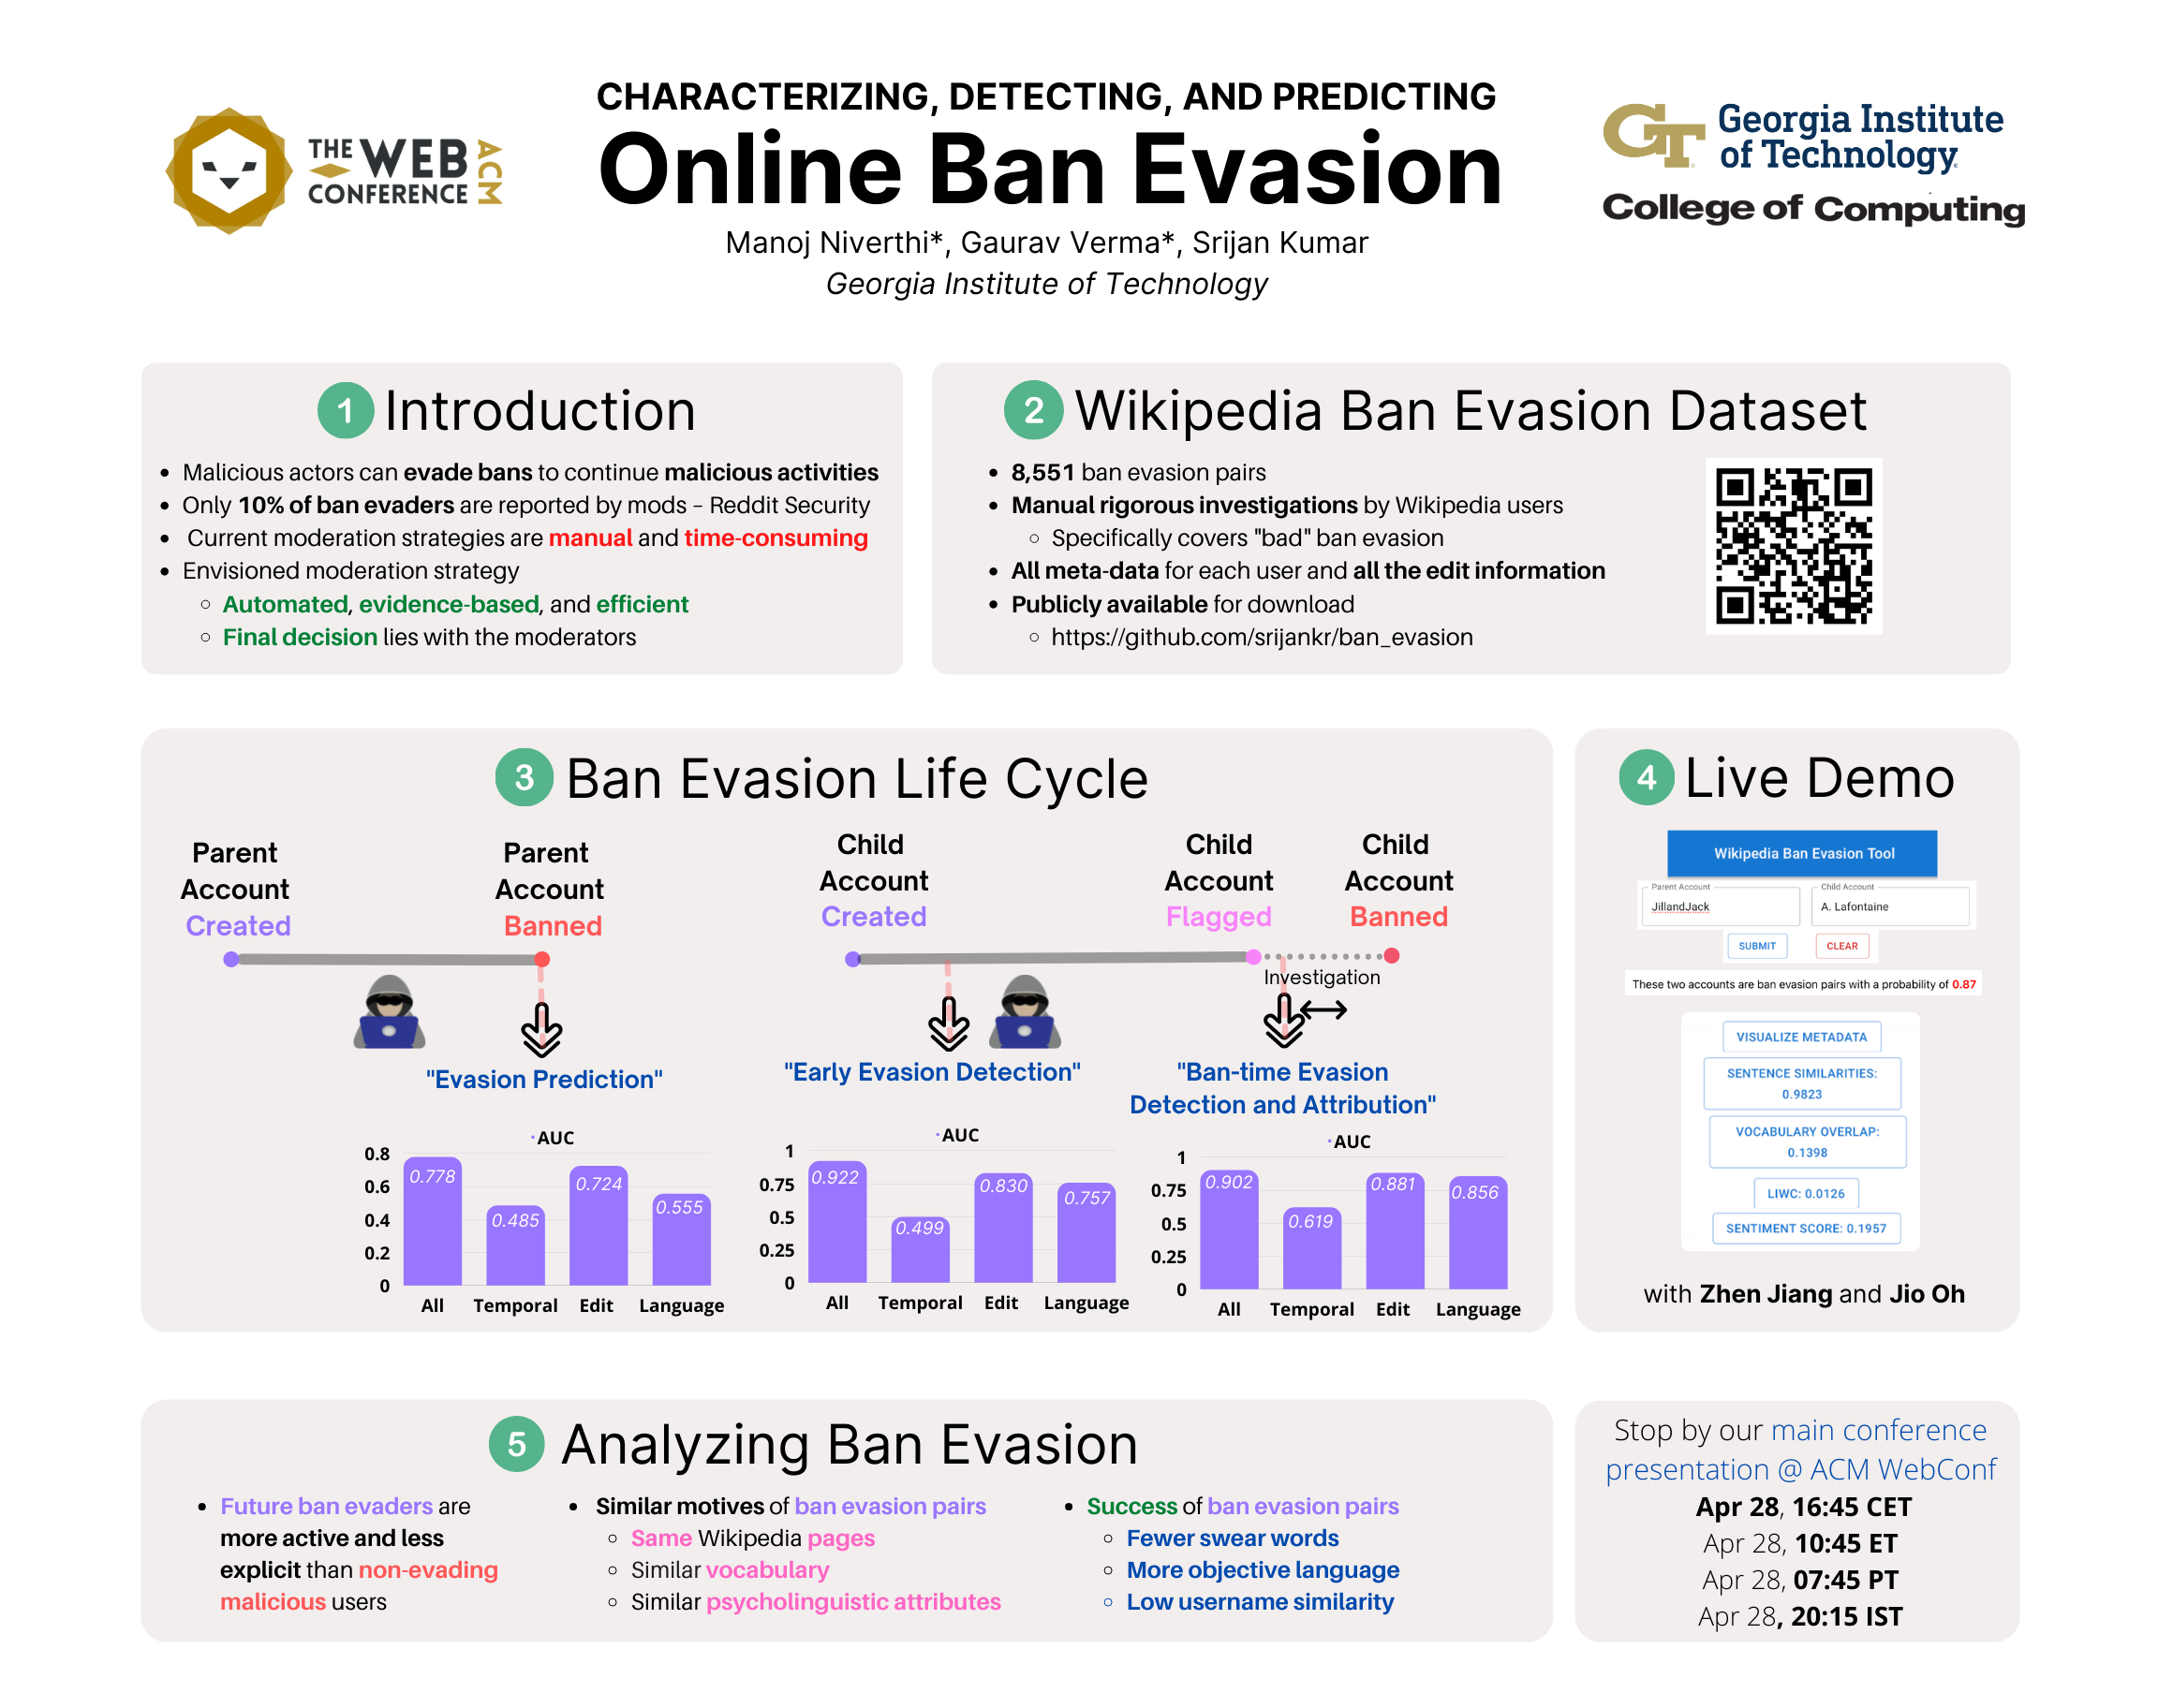 THE WEB
CONFERENCE
ACM
CHARACTERIZING, DETECTING, AND PREDICTING
Online Ban Evasion
Manoj Niverthi*, Gaurav Verma*, Srijan Kumar
Georgia Institute of Technology
GT Georgia Institute
of Technology
College of Computing
1 Introduction
• Malicious actors can evade bans to continue malicious activities
• Only 10% of ban evaders are reported by mods – Reddit Security
• Current moderation strategies are manual and time-consuming
• Envisioned moderation strategy
◦ Automated, evidence-based, and efficient
◦ Final decision lies with the moderators
2 Wikipedia Ban Evasion Dataset
• 8,551 ban evasion pairs
• Manual rigorous investigations by Wikipedia users
◦ Specifically covers "bad" ban evasion
• All meta-data for each user and all the edit information
• Publicly available for download
◦ https://github.com/srijankr/ban_evasion
3 Ban Evasion Life Cycle
Parent
Account
Created
Parent
Account
Banned
Child
Account
Created
Child
Account
Flagged
Child
Account
Banned
Investigation
"Evasion Prediction"
"Early Evasion Detection"
"Ban-time Evasion
Detection and Attribution"
AUC
0.8
0.6
0.4
0.2
0
0.778
0.485
0.724
0.555
All Temporal Edit Language
AUC
1
0.75
0.5
0.25
0
0.922
0.499
0.830
0.757
All Temporal Edit Language
AUC
1
0.75
0.5
0.25
0
0.902
0.619
0.881
0.856
All Temporal Edit Language
4 Live Demo
Wikipedia Ban Evasion Tool
Parent Account
JillandJack
Child Account
A. Lafontaine
SUBMIT
CLEAR
These two accounts are ban evasion pairs with a probability of 0.87
VISUALIZE METADATA
SENTENCE SIMILARITIES:
0.9823
VOCABULARY OVERLAP:
0.1398
LIWC: 0.0126
SENTIMENT SCORE: 0.1957
with Zhen Jiang and Jio Oh
5 Analyzing Ban Evasion
• Future ban evaders are
more active and less
explicit than non-evading
malicious users
• Similar motives of ban evasion pairs
◦ Same Wikipedia pages
◦ Similar vocabulary
◦ Similar psycholinguistic attributes
• Success of ban evasion pairs
◦ Fewer swear words
◦ More objective language
◦ Low username similarity
Stop by our main conference
presentation @ ACM WebConf
Apr 28, 16:45 CET
Apr 28, 10:45 ET
Apr 28, 07:45 PT
Apr 28, 20:15 IST